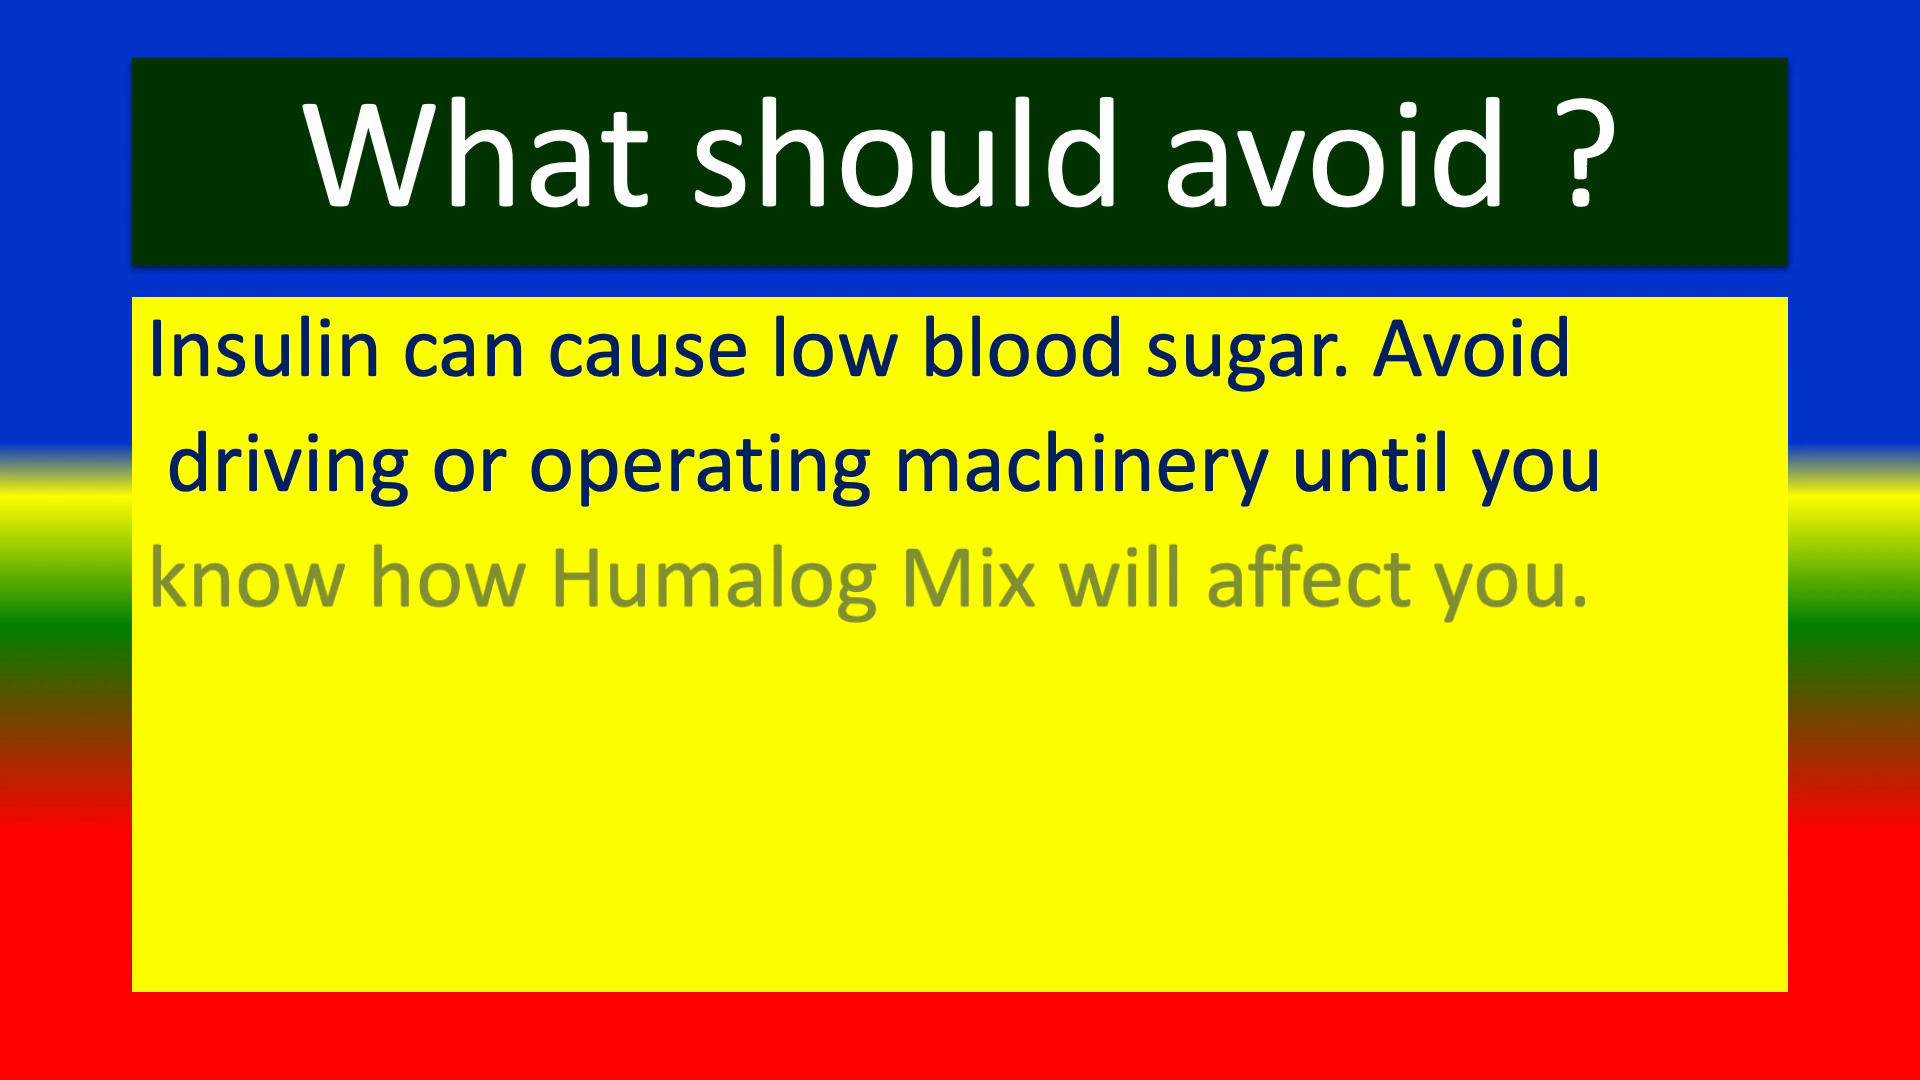 What should avoid ?
Insulin can cause low blood sugar. Avoid
driving or operating machinery until you
know how Humalog Mix will affect you.